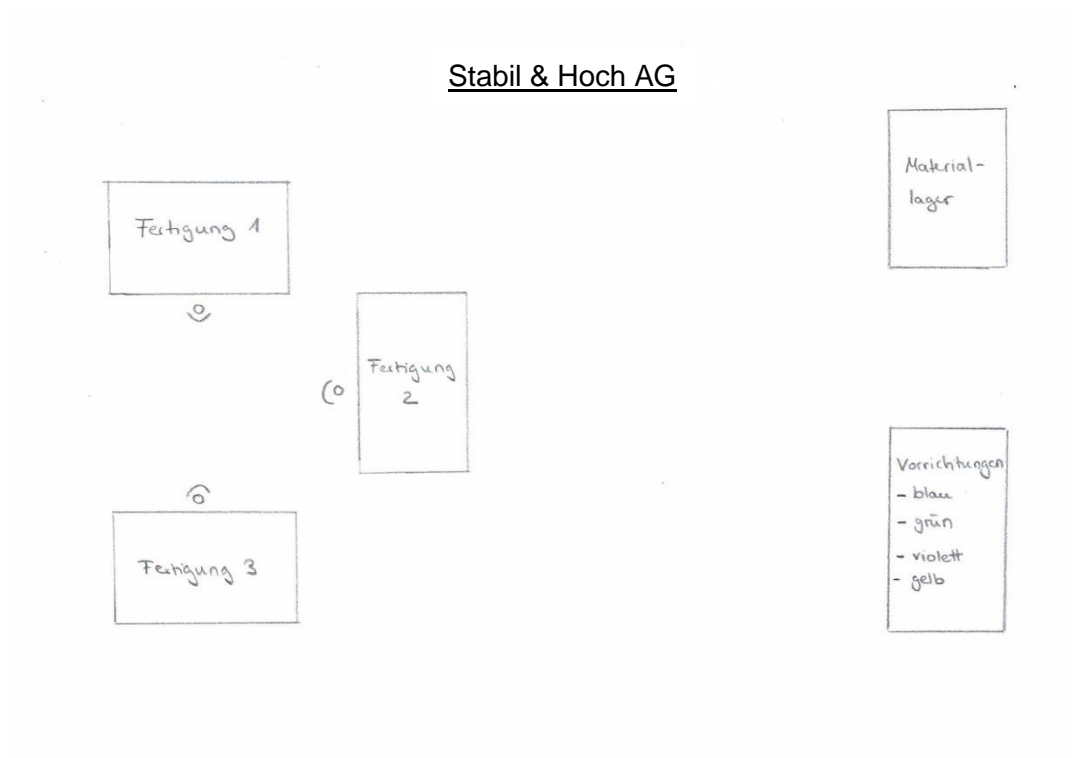 Stabil & Hoch AG
Material-
lager
Fertigung 1
Fertigung
2
Vorrichtungen
- blau
- grün
- violett
- gelb
Fertigung 3